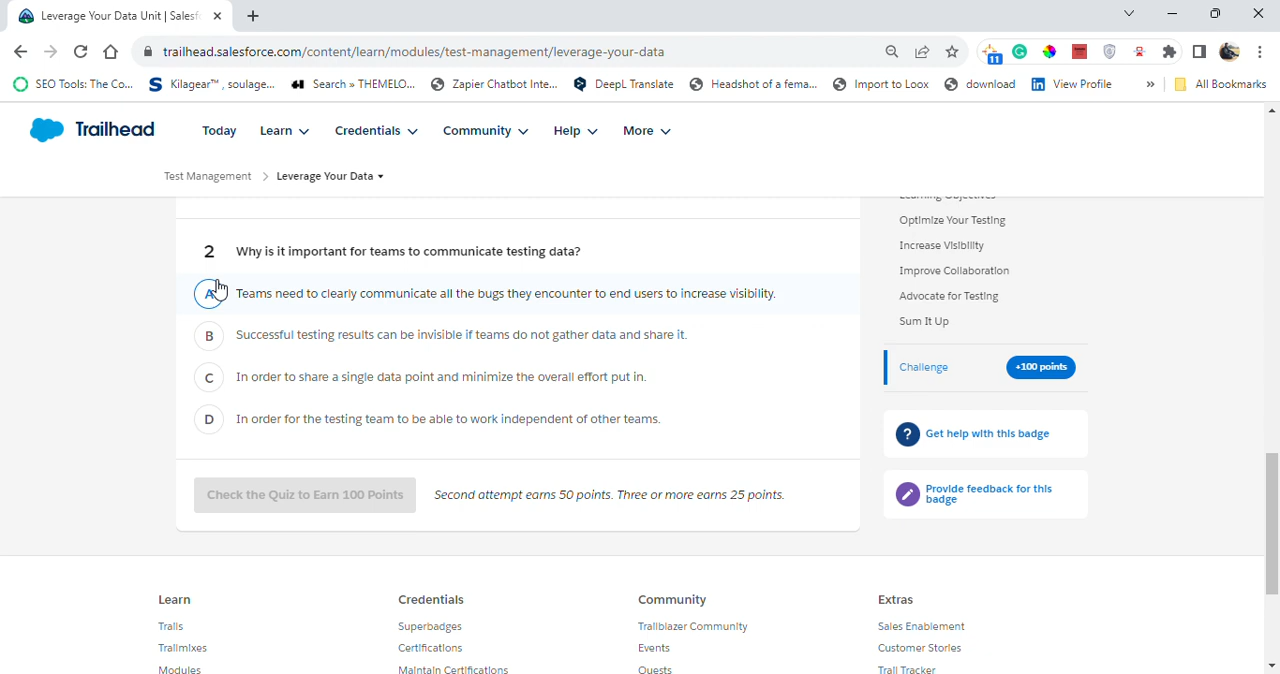 Leverage Your Data Unit | Salesf
trailhead.salesforce.com/content/learn/modules/test-management/leverage-your-data
11
SEO Tools: The Co...
Kilagear™, soulage...
Search » THEMELO...
Zapier Chatbot Inte...
DeepL Translate
Headshot of a fema...
Import to Loox
download
View Profile
»
All Bookmarks
Trailhead
Today
Learn
Credentials
Community
Help
More
Test Management > Leverage Your Data
Learning Objectives
Optimize Your Testing
Increase Visibility
Improve Collaboration
Advocate for Testing
Sum It Up
Challenge
+100 points
Get help with this badge
Provide feedback for this
badge
2 Why is it important for teams to communicate testing data?
A Teams need to clearly communicate all the bugs they encounter to end users to increase visibility.
B Successful testing results can be invisible if teams do not gather data and share it.
C In order to share a single data point and minimize the overall effort put in.
D In order for the testing team to be able to work independent of other teams.
Check the Quiz to Earn 100 Points
Second attempt earns 50 points. Three or more earns 25 points.
Learn
Trails
Trailmixes
Modules
Credentials
Superbadges
Certifications
Maintain Certifications
Community
Trailblazer Community
Events
Quests
Extras
Sales Enablement
Customer Stories
Trail Tracker